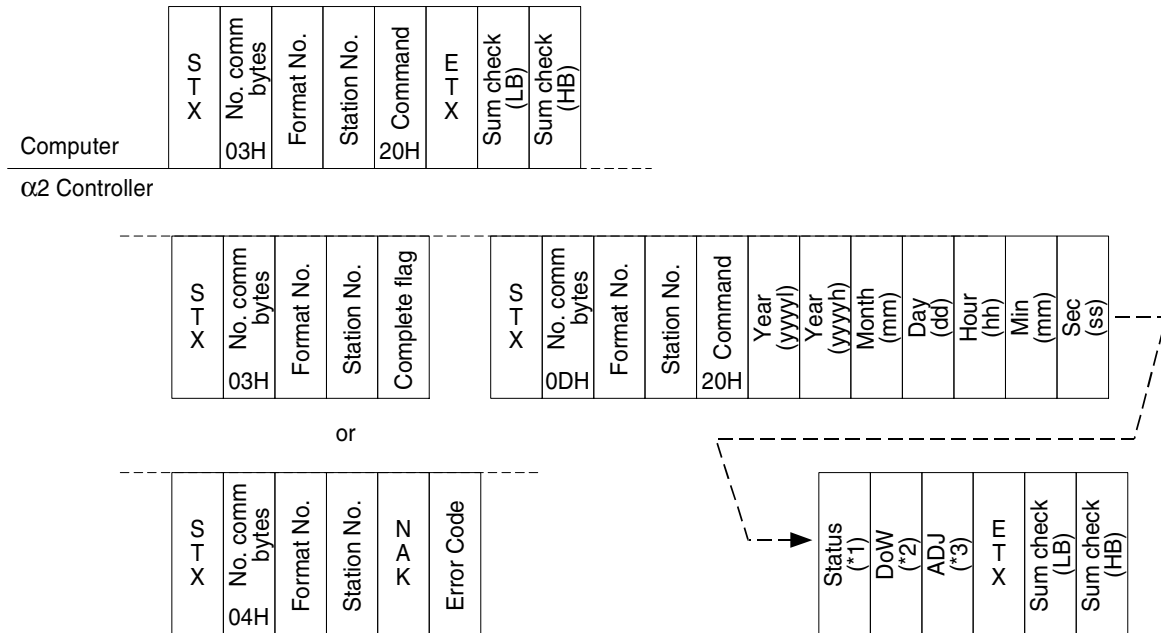 STX
No. comm bytes
03H
Format No.
Station No.
Command
20H
ETX
Sum check (LB)
Sum check (HB)
Computer
α2 Controller
STX
No. comm bytes
03H
Format No.
Station No.
Complete flag
STX
No. comm bytes
0DH
Format No.
Station No.
Command
20H
Year (yyyyl)
Year (yyyyh)
Month (mm)
Day (dd)
Hour (hh)
Min (mm)
Sec (ss)
or
STX
No. comm bytes
04H
Format No.
Station No.
NAK
Error Code
Status (*1)
DoW (*2)
ADJ (*3)
ETX
Sum check (LB)
Sum check (HB)